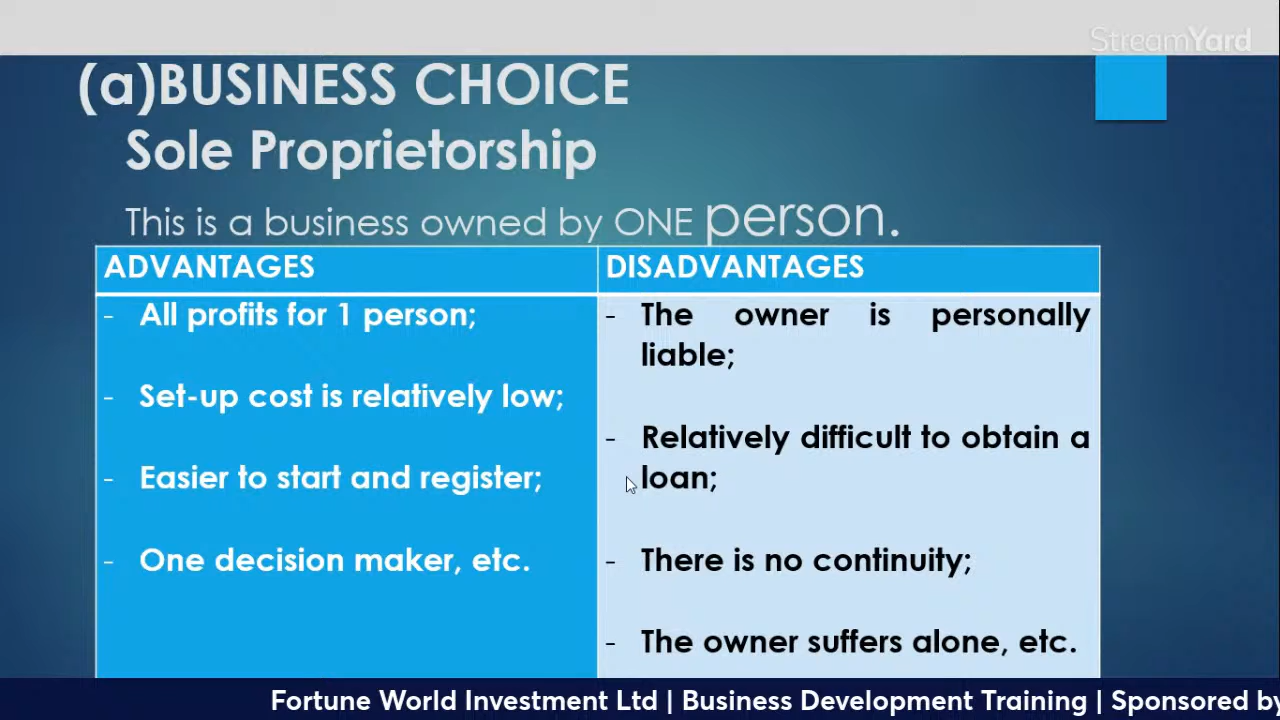 StreamYard
(a)BUSINESS CHOICE
Sole Proprietorship
This is a business owned by ONE person.
ADVANTAGES
- All profits for 1 person;
- Set-up cost is relatively low;
- Easier to start and register;
- One decision maker, etc.
DISADVANTAGES
- The owner is personally
liable;
- Relatively difficult to obtain a
loan;
- There is no continuity;
- The owner suffers alone, etc.
Fortune World Investment Ltd | Business Development Training | Sponsored by